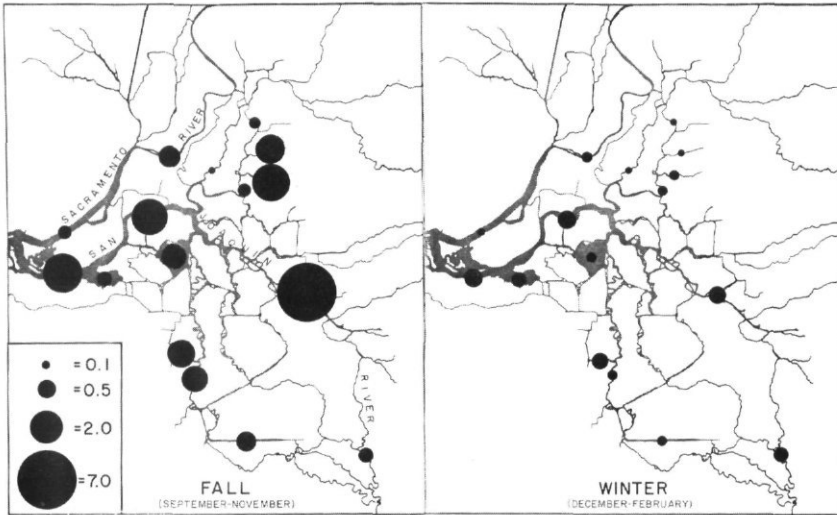 SACRAMENTO RIVER
SAN JOAQUIN
RIVER
= 0.1
= 0.5
= 2.0
= 7.0
FALL
(SEPTEMBER-NOVEMBER)
WINTER
(DECEMBER-FEBRUARY)